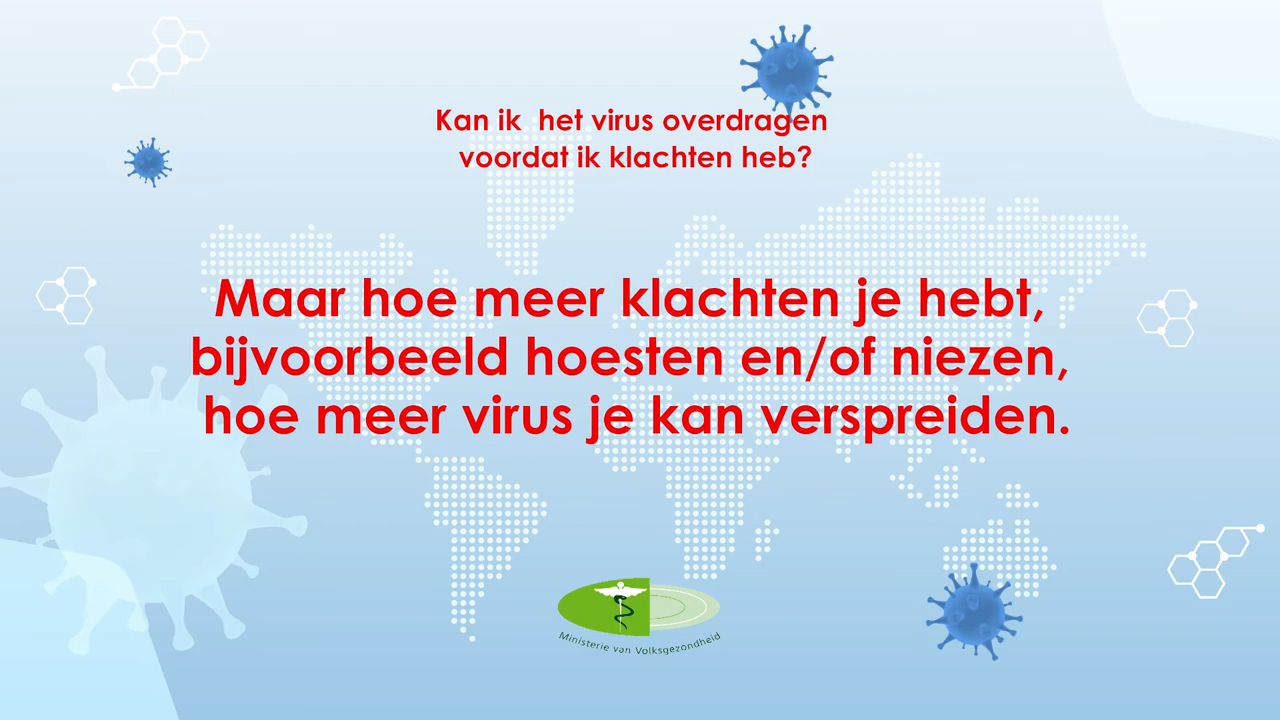 Kan ik  het virus overdragen
voordat ik klachten heb?
Maar hoe meer klachten je hebt,
bijvoorbeeld hoesten en/of niezen,
hoe meer virus je kan verspreiden.
Ministerie van Volksgezondheid